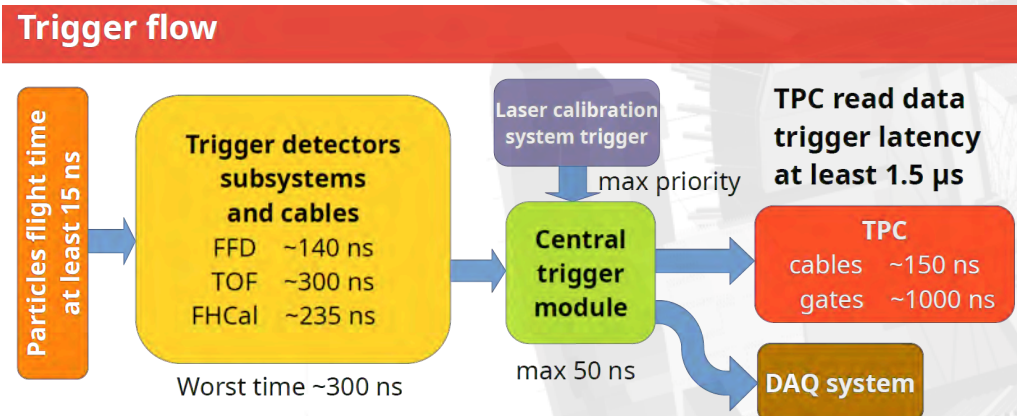 Trigger flow
Particles flight time
at least 15 ns
Trigger detectors
subsystems
and cables
FFD ~140 ns
TOF ~300 ns
FHCal ~235 ns
Worst time ~300 ns
Laser calibration
system trigger
max priority
Central
trigger
module
max 50 ns
TPC read data
trigger latency
at least 1.5 µs
TPC
cables ~150 ns
gates ~1000 ns
DAQ system